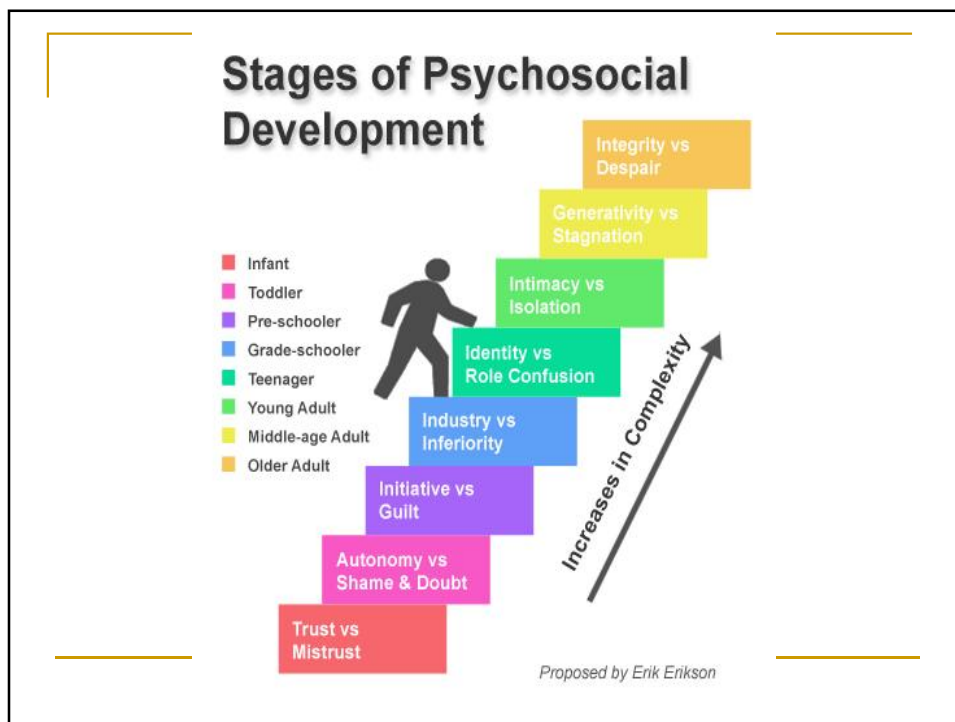 Stages of Psychosocial
Development
Integrity vs
Despair
Generativity vs
Stagnation
Intimacy vs
Isolation
Identity vs
Role Confusion
Industry vs
Inferiority
Initiative vs
Guilt
Autonomy vs
Shame & Doubt
Trust vs
Mistrust
Infant
Toddler
Pre-schooler
Grade-schooler
Teenager
Young Adult
Middle-age Adult
Older Adult
Increases in Complexity
Proposed by Erik Erikson